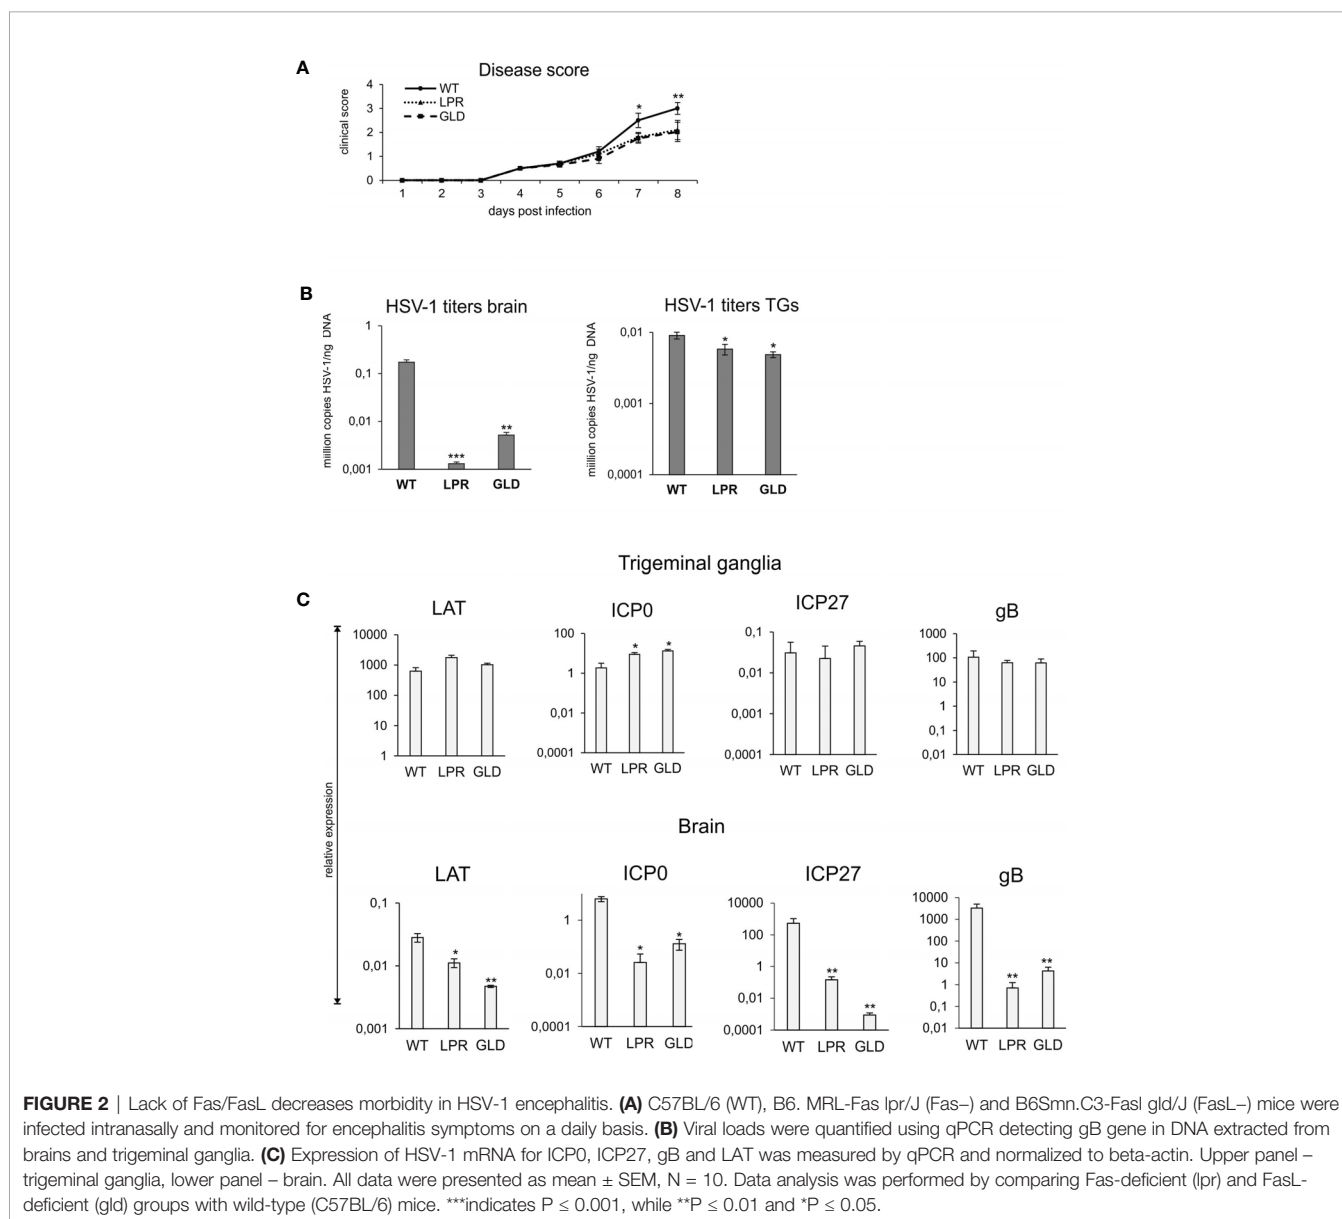 A
Disease score
clinical score
4
3
2
1
0
WT
LPR
GLD
*
**
1 2 3 4 5 6 7 8
days post infection
B
HSV-1 titers brain
miillion copies HSV-1/ng DNA
1
0,1
0,01
0,001
***
**
WT LPR GLD
HSV-1 titers TGs
miillion copies HSV-1/ng DNA
0,01
0,001
0,0001
*
*
WT LPR GLD
Trigeminal ganglia
C
relative expression
LAT
10000
1000
100
10
1
WT LPR GLD
ICP0
100
1
0,01
0,0001
*
*
WT LPR GLD
ICP27
0,1
0,01
0,001
0,0001
WT LPR GLD
gB
1000
100
10
1
0,1
0,01
WT LPR GLD
Brain
LAT
0,1
0,01
0,001
*
**
WT LPR GLD
ICP0
1
0,01
0,0001
*
*
WT LPR GLD
ICP27
10000
100
1
0,01
0,0001
**
**
WT LPR GLD
gB
10000
1000
100
10
1
0,1
0,01
**
**
WT LPR GLD
FIGURE 2 | Lack of Fas/FasL decreases morbidity in HSV-1 encephalitis. (A) C57BL/6 (WT), B6. MRL-Fas lpr/J (Fas–) and B6Smn.C3-Fasl gld/J (FasL–) mice were
infected intranasally and monitored for encephalitis symptoms on a daily basis. (B) Viral loads were quantified using qPCR detecting gB gene in DNA extracted from
brains and trigeminal ganglia. (C) Expression of HSV-1 mRNA for ICP0, ICP27, gB and LAT was measured by qPCR and normalized to beta-actin. Upper panel –
trigeminal ganglia, lower panel – brain. All data were presented as mean ± SEM, N = 10. Data analysis was performed by comparing Fas-deficient (lpr) and FasL-
deficient (gld) groups with wild-type (C57BL/6) mice. ***indicates P ≤ 0.001, while **P ≤ 0.01 and *P ≤ 0.05.